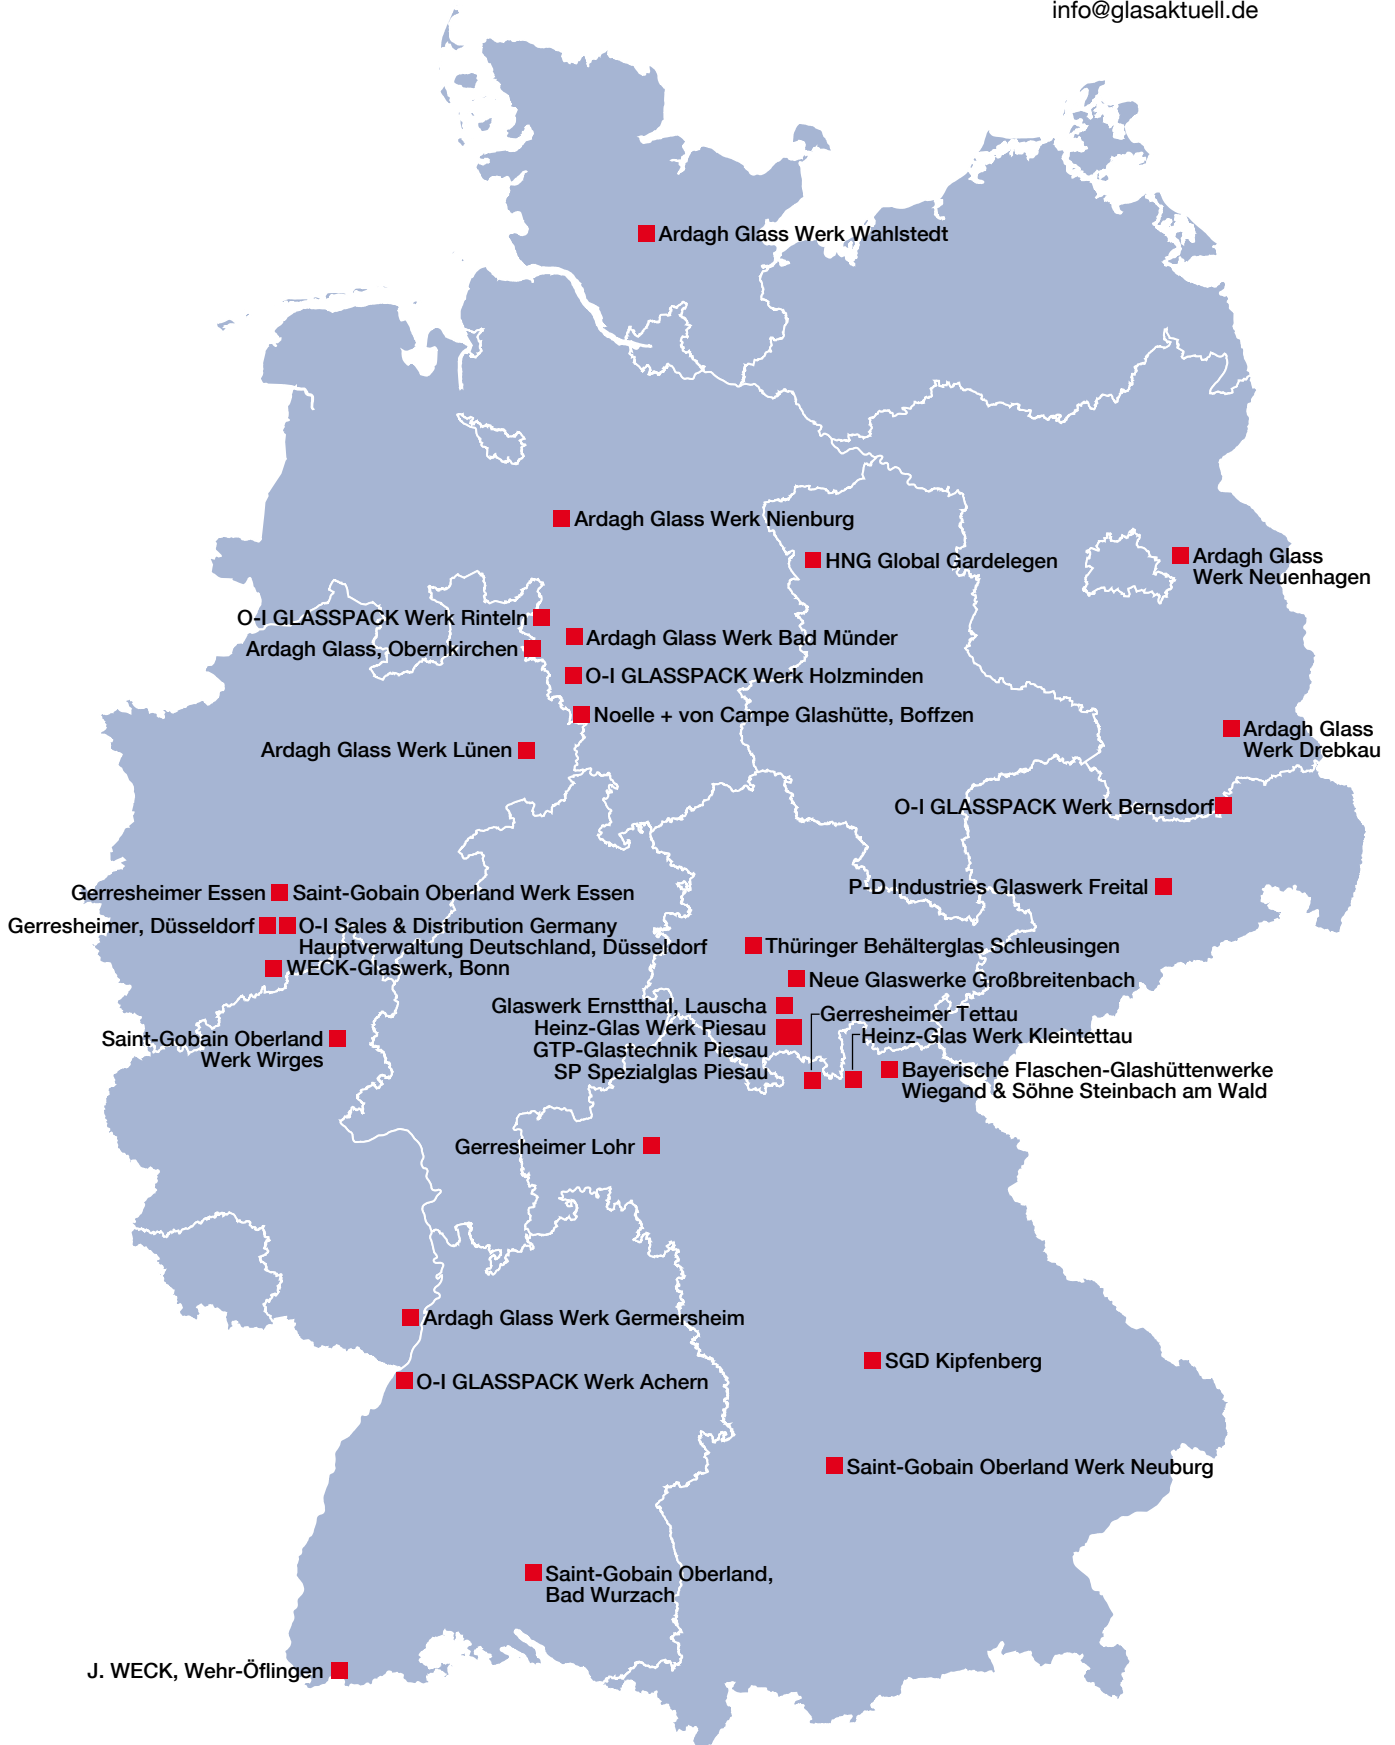 info@glasaktuell.de
Ardagh Glass Werk Wahlstedt
Ardagh Glass Werk Nienburg
HNG Global Gardelegen
Ardagh Glass
Werk Neuenhagen
O-I GLASSPACK Werk Rinteln
Ardagh Glass Werk Bad Münder
Ardagh Glass, Obernkirchen
O-I GLASSPACK Werk Holzminden
Noelle + von Campe Glashütte, Boffzen
Ardagh Glass
Werk Drebkau
Ardagh Glass Werk Lünen
O-I GLASSPACK Werk Bernsdorf
Gerresheimer Essen
Saint-Gobain Oberland Werk Essen
P-D Industries Glaswerk Freital
Gerresheimer, Düsseldorf
O-I Sales & Distribution Germany
Hauptverwaltung Deutschland, Düsseldorf
Thüringer Behälterglas Schleusingen
WECK-Glaswerk, Bonn
Neue Glaswerke Großbreitenbach
Glaswerk Ernstthal, Lauscha
Heinz-Glas Werk Piesau
GTP-Glastechnik Piesau
SP Spezialglas Piesau
Gerresheimer Tettau
Heinz-Glas Werk Kleintettau
Saint-Gobain Oberland
Werk Wirges
Bayerische Flaschen-Glashüttenwerke
Wiegand & Söhne Steinbach am Wald
Gerresheimer Lohr
Ardagh Glass Werk Germersheim
SGD Kipfenberg
O-I GLASSPACK Werk Achern
Saint-Gobain Oberland Werk Neuburg
Saint-Gobain Oberland,
Bad Wurzach
J. WECK, Wehr-Öflingen